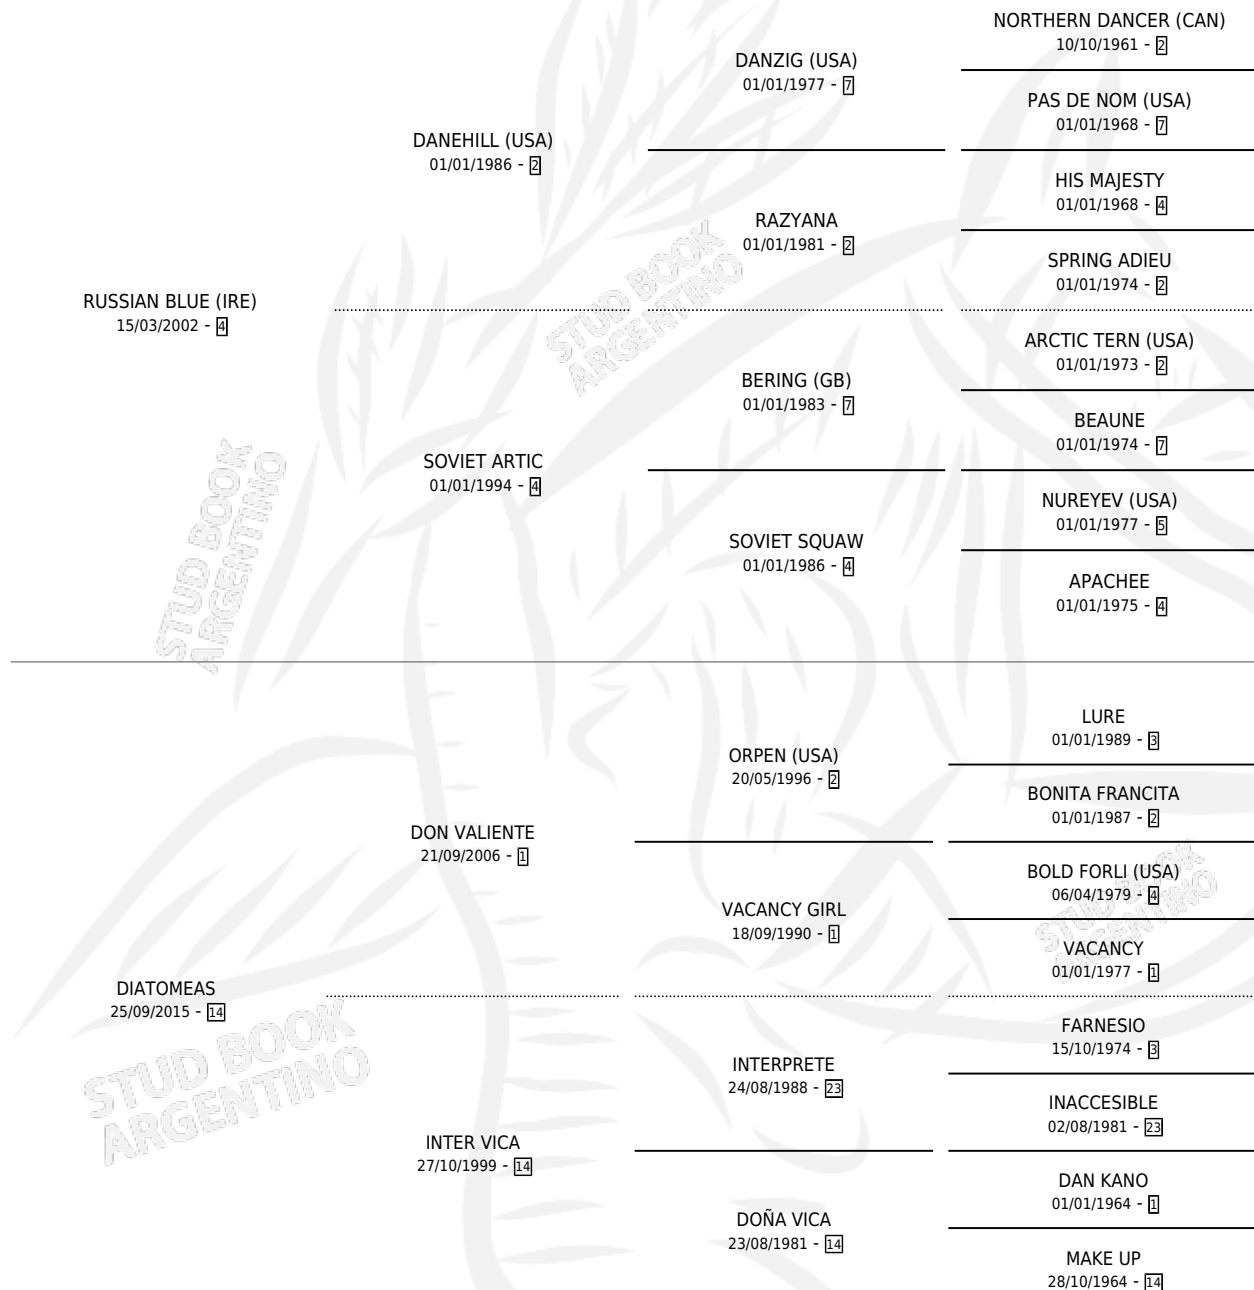 NORTHERN DANCER (CAN)
10/10/1961 - 2
DANZIG (USA)
01/01/1977 - 7
PAS DE NOM (USA)
01/01/1968 - 7
DANEHILL (USA)
01/01/1986 - 2
HIS MAJESTY
01/01/1968 - 4
RAZYANA
01/01/1981 - 2
SPRING ADIEU
01/01/1974 - 2
RUSSIAN BLUE (IRE)
15/03/2002 - 4
ARCTIC TERN (USA)
01/01/1973 - 2
BERING (GB)
01/01/1983 - 7
BEAUNE
01/01/1974 - 7
SOVIET ARTIC
01/01/1994 - 4
NUREYEV (USA)
01/01/1977 - 5
SOVIET SQUAW
01/01/1986 - 4
APACHEE
01/01/1975 - 4
LURE
01/01/1989 - 3
ORPEN (USA)
20/05/1996 - 2
BONITA FRANCITA
01/01/1987 - 2
DON VALIENTE
21/09/2006 - 1
BOLD FORLI (USA)
06/04/1979 - 4
VACANCY GIRL
18/09/1990 - 1
VACANCY
01/01/1977 - 1
DIATOMEAS
25/09/2015 - 14
FARNESIO
15/10/1974 - 3
INTERPRETE
24/08/1988 - 23
INACCESIBLE
02/08/1981 - 23
INTER VICA
27/10/1999 - 14
DAN KANO
01/01/1964 - 1
DOÑA VICA
23/08/1981 - 14
MAKE UP
28/10/1964 - 14
STUD BOOK
ARGENTINO
STUD BOOK
ARGENTINO
STUD BOOK
ARGENTINO
STUD BOOK
ARGENTINO